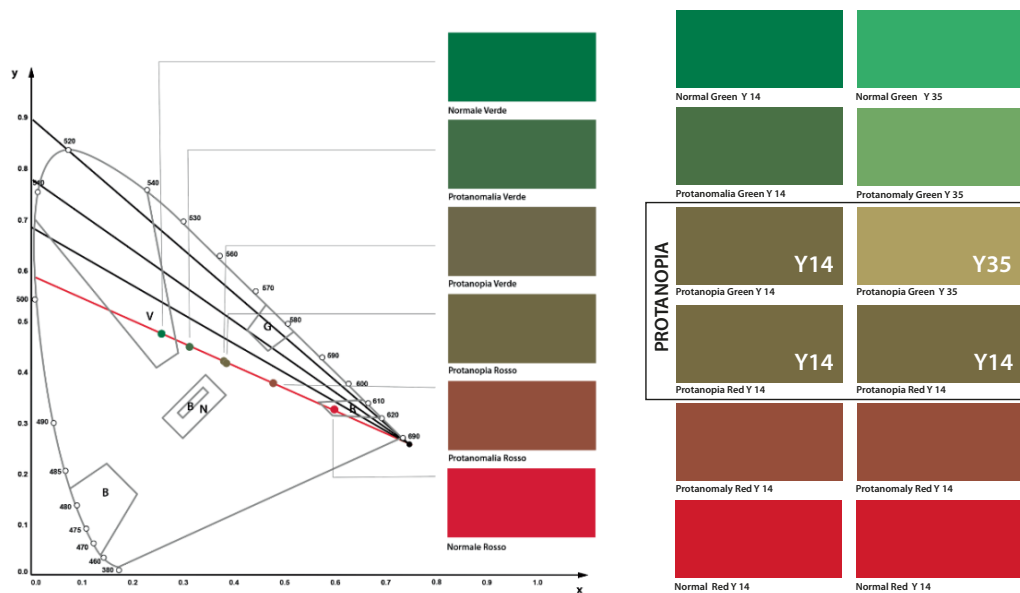 y
0.9
0.8
0.7
0.6
0.5
0.4
0.3
0.2
0.1
0.0
0.0
0.1
0.2
0.3
0.4
0.5
0.6
0.7
0.8
0.9
1.0
x
520
540
530
560
570
580
590
600
610
620
690
500
490
485
480
475
470
460
380
V
G
R
B N
B
Normale Verde
Protanomalia Verde
Protanopia Verde
Protanopia Rosso
Protanomalía Rosso
Normale Rosso
Normal Green Y 14
Normal Green Y 35
Protanomalia Green Y 14
Protanomaly Green Y 35
PROTANOPIA
Y14
Y35
Protanopia Green Y 14
Protanopia Green Y 35
Y14
Y14
Protanopia Red Y 14
Protanopia Red Y 14
Protanomaly Red Y 14
Protanomaly Red Y 14
Normal Red Y 14
Normal Red Y 14